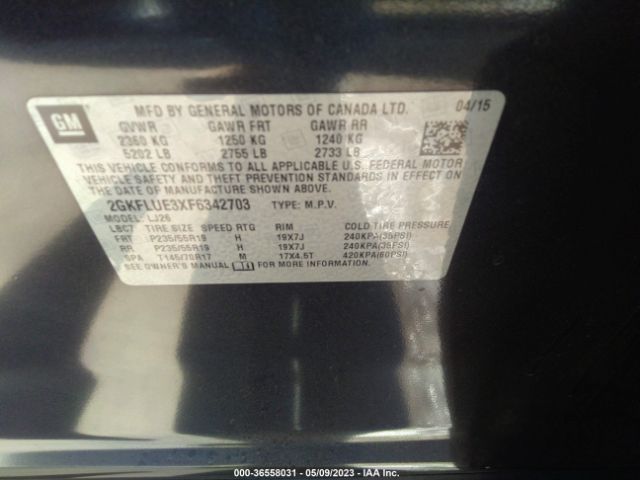 GM
MFD BY GENERAL MOTORS OF CANADA LTD. 04/15
GVWR GAWR FRT GAWR RR
2360 KG 1250 KG 1240 KG
5202 LB 2755 LB 2733 LB
THIS VEHICLE CONFORMS TO ALL APPLICABLE U.S. FEDERAL MOTOR
VEHICLE SAFETY AND THEFT PREVENTION STANDARDS IN EFFECT ON
THE DATE OF MANUFACTURE SHOWN ABOVE.
2GKFLUE3XF6342703 TYPE: M.P.V.
MODEL: LJ26
LBC7 TIRE SIZE SPEED RTG RIM COLD TIRE PRESSURE
FRT P235/55R19 H 19X7J 240KPA(35PSI)
RR P235/55R19 H 19X7J 240KPA(35PSI)
SPA T145/70R17 M 17X4.5T 420KPA(60PSI)
SEE OWNER'S MANUAL FOR MORE INFORMATION.
000-36558031 - 05/09/2023 - IAA Inc.